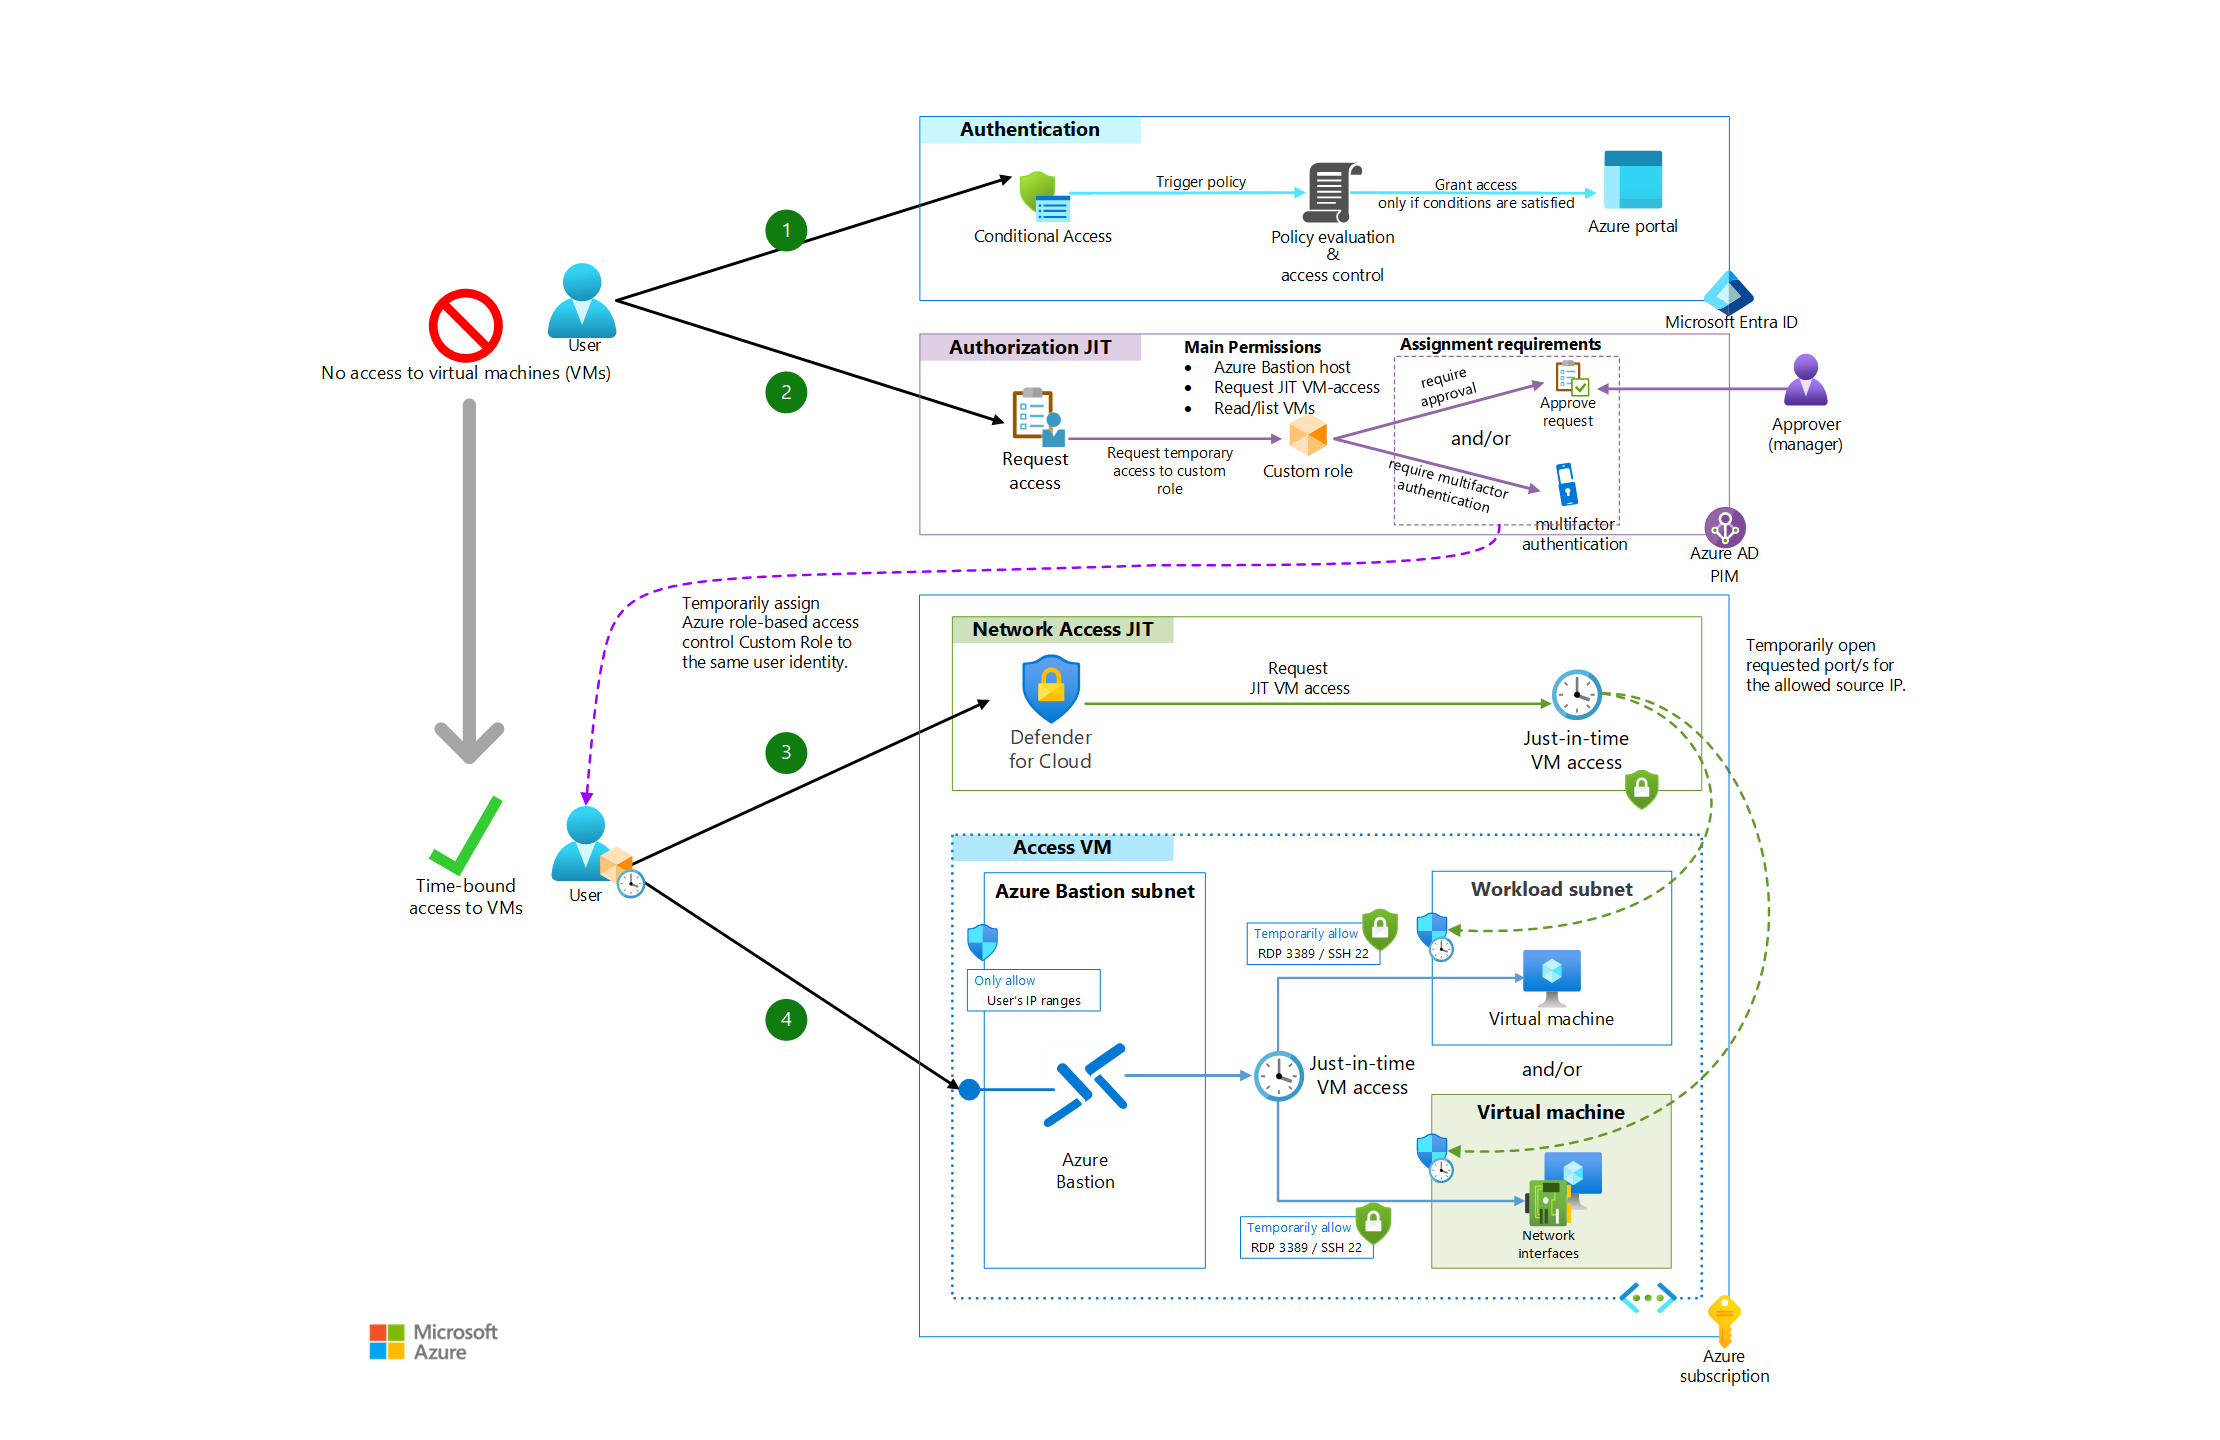 Authentication
Trigger policy
Grant access
only if conditions are satisfied
Conditional Access
Policy evaluation
&
access control
Azure portal
Microsoft Entra ID
1
User
No access to virtual machines (VMs)
2
Authorization JIT
Main Permissions
• Azure Bastion host
• Request JIT VM-access
• Read/list VMs
Assignment requirements
require
approval
Approve
request
and/or
require multifactor
authentication
multifactor
authentication
Request
access
Request temporary
access to custom
role
Custom role
Approver
(manager)
Azure AD
PIM
Temporarily assign
Azure role-based access
control Custom Role to
the same user identity.
Network Access JIT
Request
JIT VM access
Defender
for Cloud
Just-in-time
VM access
Temporarily open
requested port/s for
the allowed source IP.
3
Time-bound
access to VMs
User
4
Access VM
Azure Bastion subnet
Only allow
User's IP ranges
Azure
Bastion
Temporarily allow
RDP 3389 / SSH 22
Just-in-time
VM access
Workload subnet
Virtual machine
and/or
Virtual machine
Network
interfaces
Temporarily allow
RDP 3389 / SSH 22
Azure
subscription
Microsoft
Azure